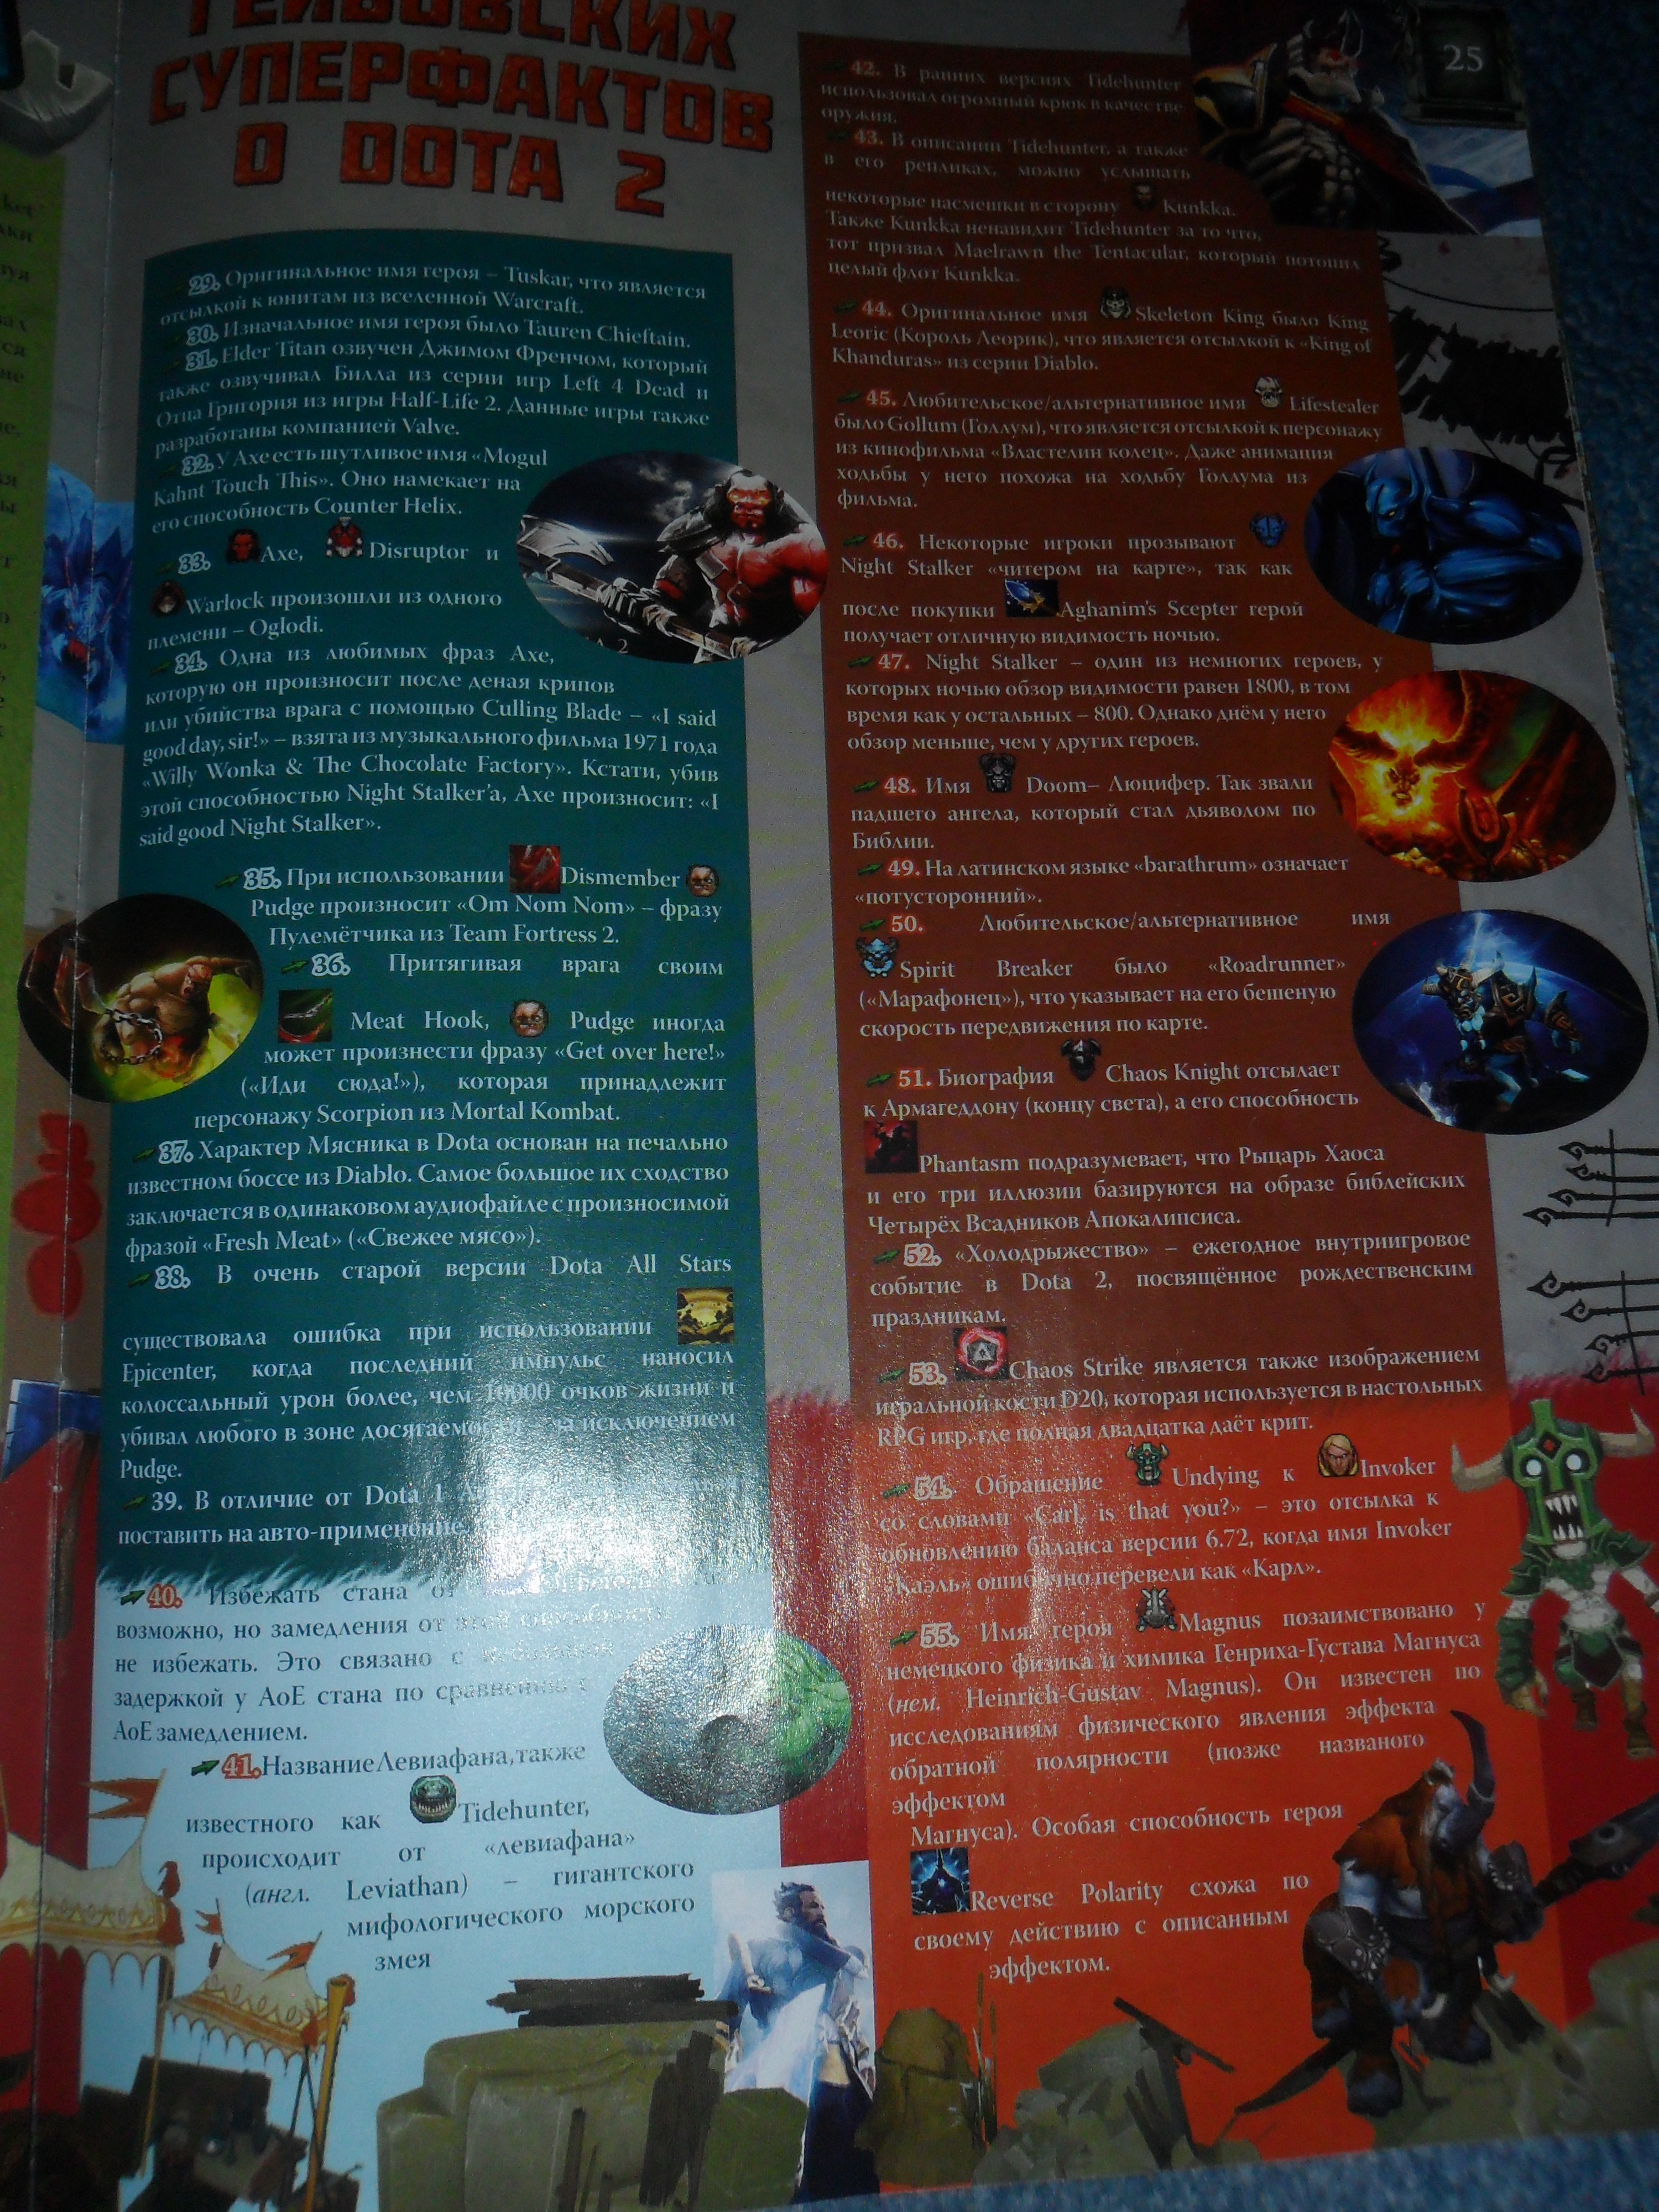 ГЕЙБОВСКИХ
СУПЕРФАКТОВ
О DOTA 2
29. Оригинальное имя героя – Tuskar, что является
отсылкой к юнитам из вселенной Warcraft.
30. Изначальное имя героя было Tauren Chieftain.
31. Elder Titan озвучен Джимом Френчом, который
также озвучивал Билла из серии игр Left 4 Dead и
Отца Григория из игры Half-Life 2. Данные игры также
разработаны компанией Valve.
32. У Axe есть шутливое имя «Mogul
Kahnt Touch This». Оно намекает на
его способность Counter Helix.
33. Axe, Disruptor и
Warlock произошли из одного
племени – Oglodi.
34. Одна из любимых фраз Axe,
которую он произносит после деная крипов
или убийства врага с помощью Culling Blade – «I said
good day, sir!» – взята из музыкального фильма 1971 года
«Willy Wonka & The Chocolate Factory». Кстати, убив
этой способностью Night Stalker'а, Axe произносит: «I
said good Night Stalker».
35. При использовании Dismember
Pudge произносит «Om Nom Nom» – фразу
Пулемётчика из Team Fortress 2.
36. Притягивая врага своим
Meat Hook, Pudge иногда
может произнести фразу «Get over here!»
(«Иди сюда!»), которая принадлежит
персонажу Scorpion из Mortal Kombat.
37. Характер Мясника в Dota основан на печально
известном боссе из Diablo. Самое большое их сходство
заключается в одинаковом аудиофайле с произносимой
фразой «Fresh Meat» («Свежее мясо»).
38. В очень старой версии Dota All Stars
существовала ошибка при использовании
Epicenter, когда последний импульс наносил
колоссальный урон более, чем 10000 очков жизни и
убивал любого в зоне досягаемости – за исключением
Pudge.
39. В отличие от Dota 1
поставить на авто-применение
40. Избежать стана от
возможно, но замедления от этой способности
не избежать. Это связано с
задержкой у AoE стана по сравнению с
AoE замедлением.
41. Название Левиафана, также
известного как Tidehunter,
происходит от «левиафана»
(англ. Leviathan) – гигантского
мифологического морского
змея
25
42. В ранних версиях Tidehunter
использовал огромный крюк в качестве
оружия.
43. В описании Tidehunter, а также
в его репликах, можно услышать
некоторые насмешки в сторону Kunkka.
Также Kunkka ненавидит Tidehunter за то что,
тот призвал Maelrawn the Tentacular, который потопил
целый флот Kunkka.
44. Оригинальное имя Skeleton King было King
Leoric (Король Леорик), что является отсылкой к «King of
Khanduras» из серии Diablo.
45. Любительское/альтернативное имя Lifestealer
было Gollum (Голлум), что является отсылкой к персонажу
из кинофильма «Властелин колец». Даже анимация
ходьбы у него похожа на ходьбу Голлума из
фильма.
46. Некоторые игроки прозывают
Night Stalker «читером на карте», так как
после покупки Aghanim's Scepter герой
получает отличную видимость ночью.
47. Night Stalker – один из немногих героев, у
которых ночью обзор видимости равен 1800, в том
время как у остальных – 800. Однако днём у него
обзор меньше, чем у других героев.
48. Имя Doom– Люцифер. Так звали
падшего ангела, который стал дьяволом по
Библии.
49. На латинском языке «barathrum» означает
«потусторонний».
50. Любительское/альтернативное имя
Spirit Breaker было «Roadrunner»
(«Марафонец»), что указывает на его бешеную
скорость передвижения по карте.
51. Биография Chaos Knight отсылает
к Армагеддону (концу света), а его способность
Phantasm подразумевает, что Рыцарь Хаоса
и его три иллюзии базируются на образе библейских
Четырёх Всадников Апокалипсиса.
52. «Холодрыжество» – ежегодное внутриигровое
событие в Dota 2, посвящённое рождественским
праздникам.
53. Chaos Strike является также изображением
игральной кости D20, которая используется в настольных
RPG игр, где полная двадцатка даёт крит.
54. Обращение Undying к Invoker
со словами «Carl, is that you?» – это отсылка к
обновлению баланса версии 6.72, когда имя Invoker
«Каэль» ошибочно перевели как «Карл».
55. Имя героя Magnus позаимствовано у
немецкого физика и химика Генриха-Густава Магнуса
(нем. Heinrich-Gustav Magnus). Он известен по
исследованиям физического явления эффекта
обратной полярности (позже названого
эффектом
Магнуса). Особая способность героя
Reverse Polarity схожа по
своему действию с описанным
эффектом.